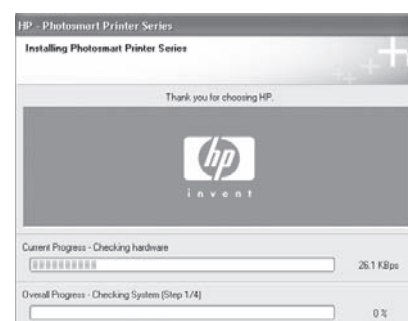 HP - Photosmart Printer Series
Installing Photosmart Printer Series
Thank you for choosing HP.
hp
invent
Current Progress - Checking hardware
26.1 KBps
Overall Progress - Checking System (Step 1/4)
0 %